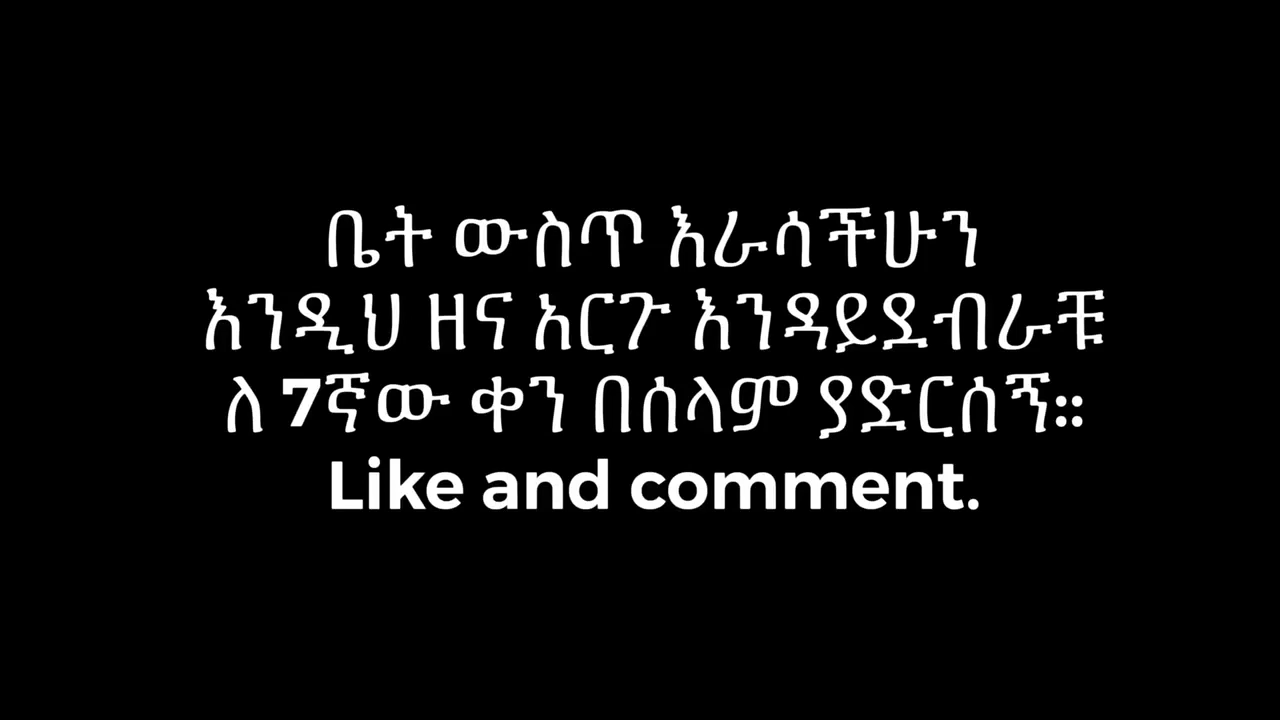 ቤት ውስጥ እራሳችሁን
እንዲህ ዘና አርጉ እንዳይደብራቹ
ለ 7ኛው ቀን በሰላም ያድርሰኝ።
Like and comment.